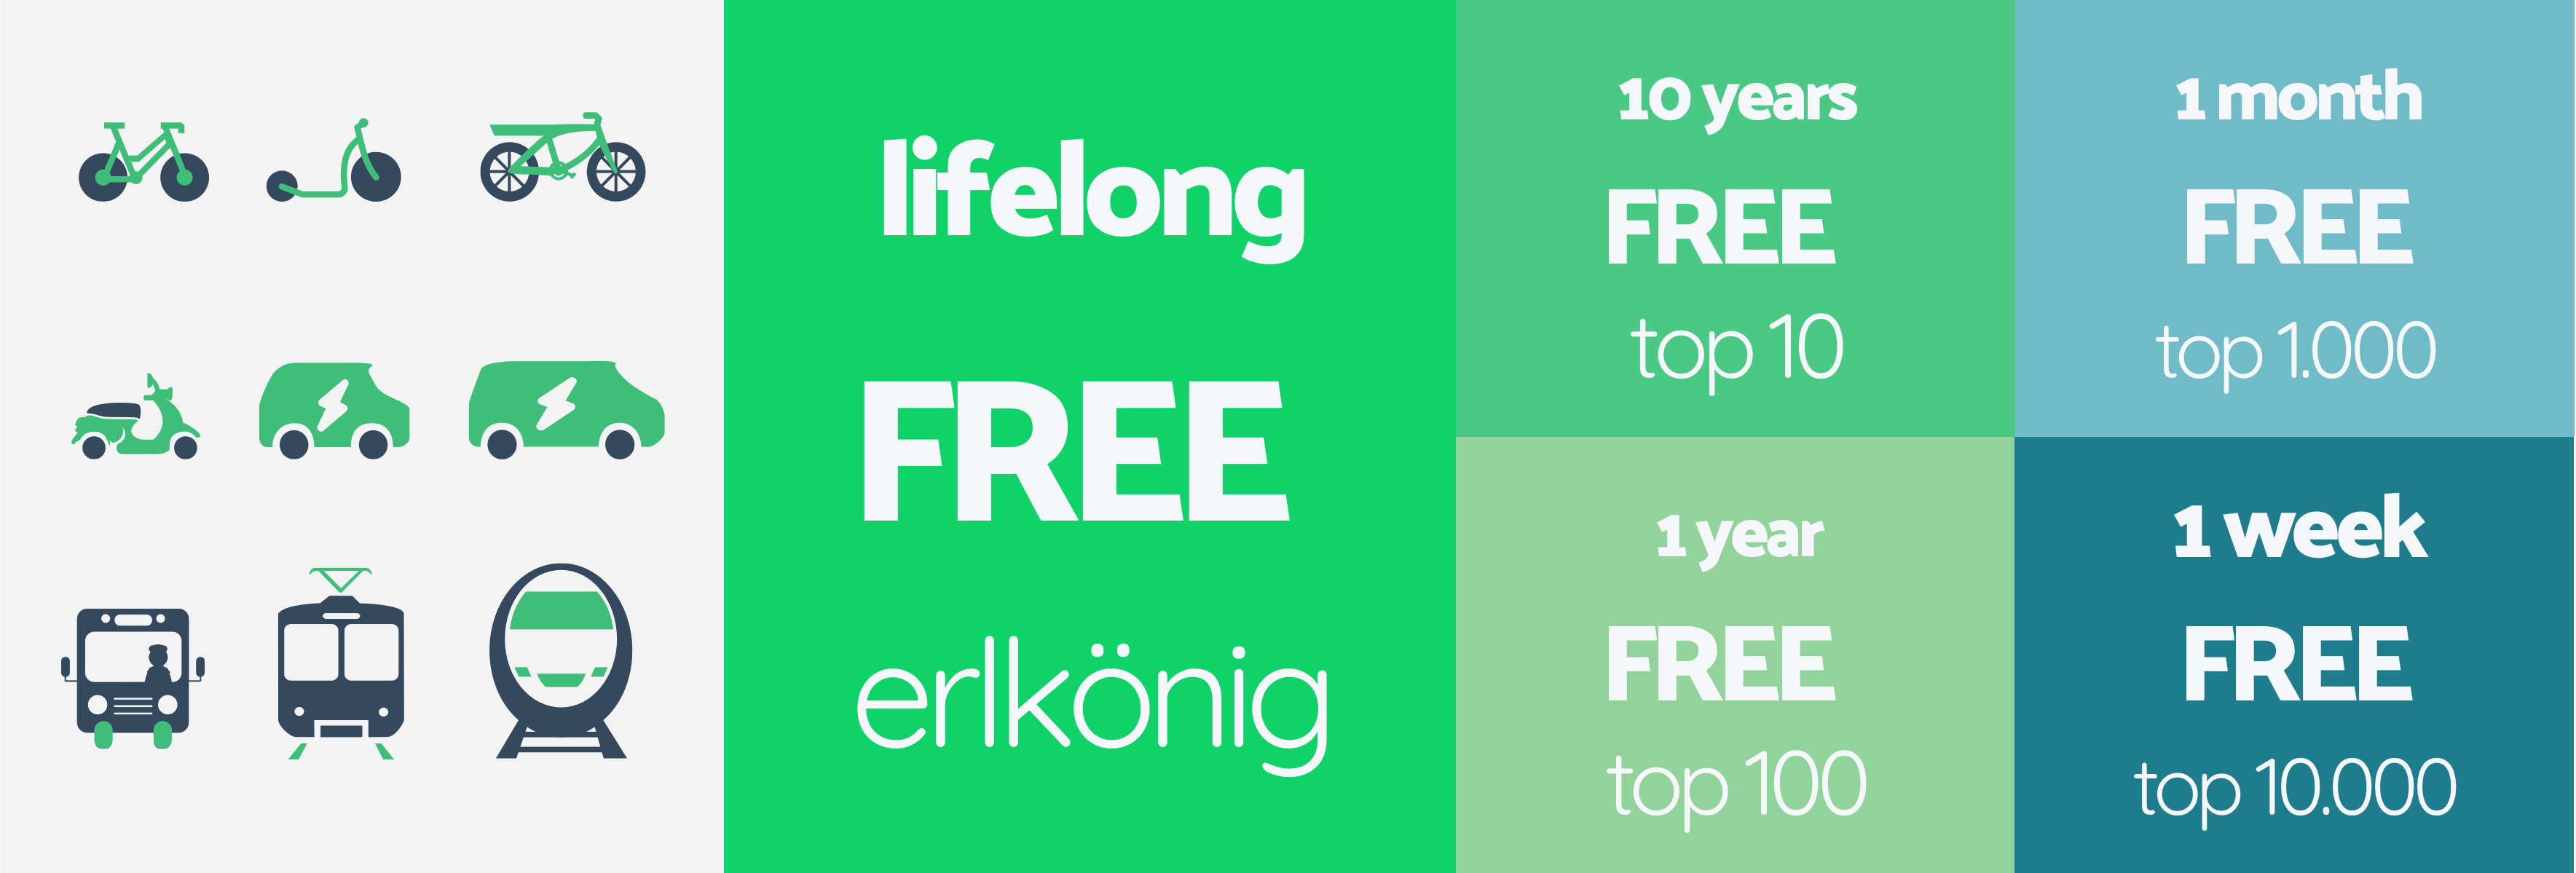 lifelong
FREE
erlkönig
10 years
FREE
top 10
1 month
FREE
top 1.000
1 year
FREE
top 100
1 week
FREE
top 10.000